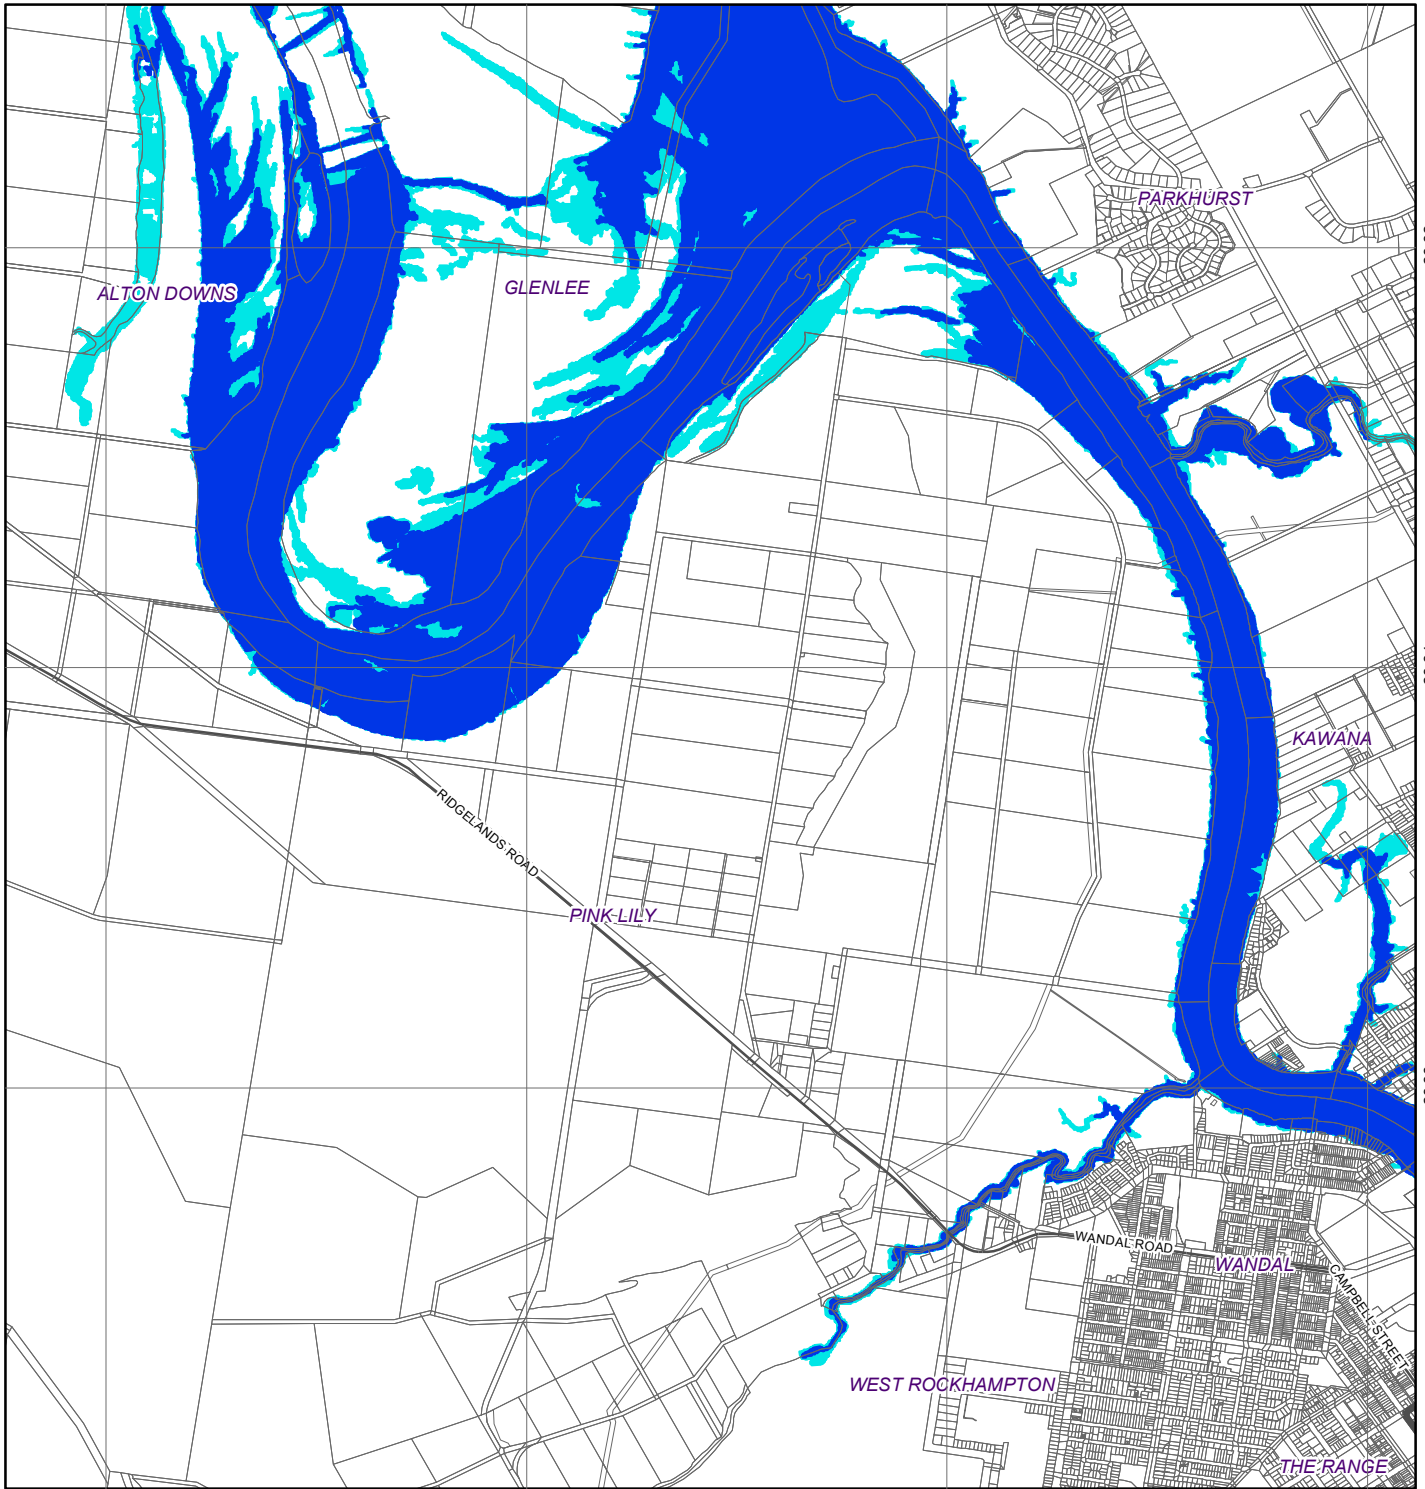 PARKHURST
ALTON DOWNS
GLENLEE
KAWANA
RIDGELANDS ROAD
PINK LILY
WANDAL ROAD
WANDAL
CAMPBELL STREET
WEST ROCKHAMPTON
THE RANGE